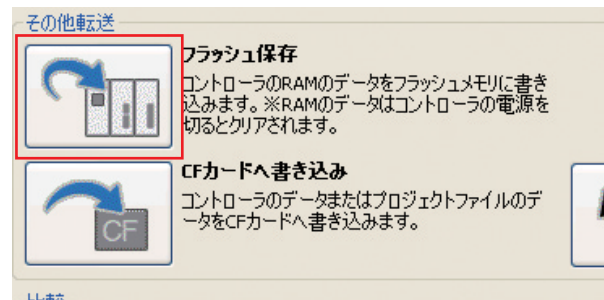 その他転送
フラッシュ保存
コントローラのRAMのデータをフラッシュメモリに書き
込みます。※RAMのデータはコントローラの電源を
切るとクリアされます。
CFカードへ書き込み
コントローラのデータまたはプロジェクトファイルのデ
ータをCFカードへ書き込みます。
CF
比較